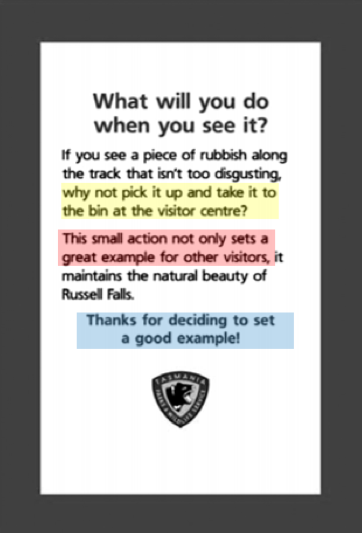 What will you do
when you see it?
If you see a piece of rubbish along
the track that isn't too disgusting,
why not pick it up and take it to
the bin at the visitor centre?
This small action not only sets a
great example for other visitors, it
maintains the natural beauty of
Russell Falls.
Thanks for deciding to set
a good example!
TASMANIA
PARKS & WILDLIFE SERVICE